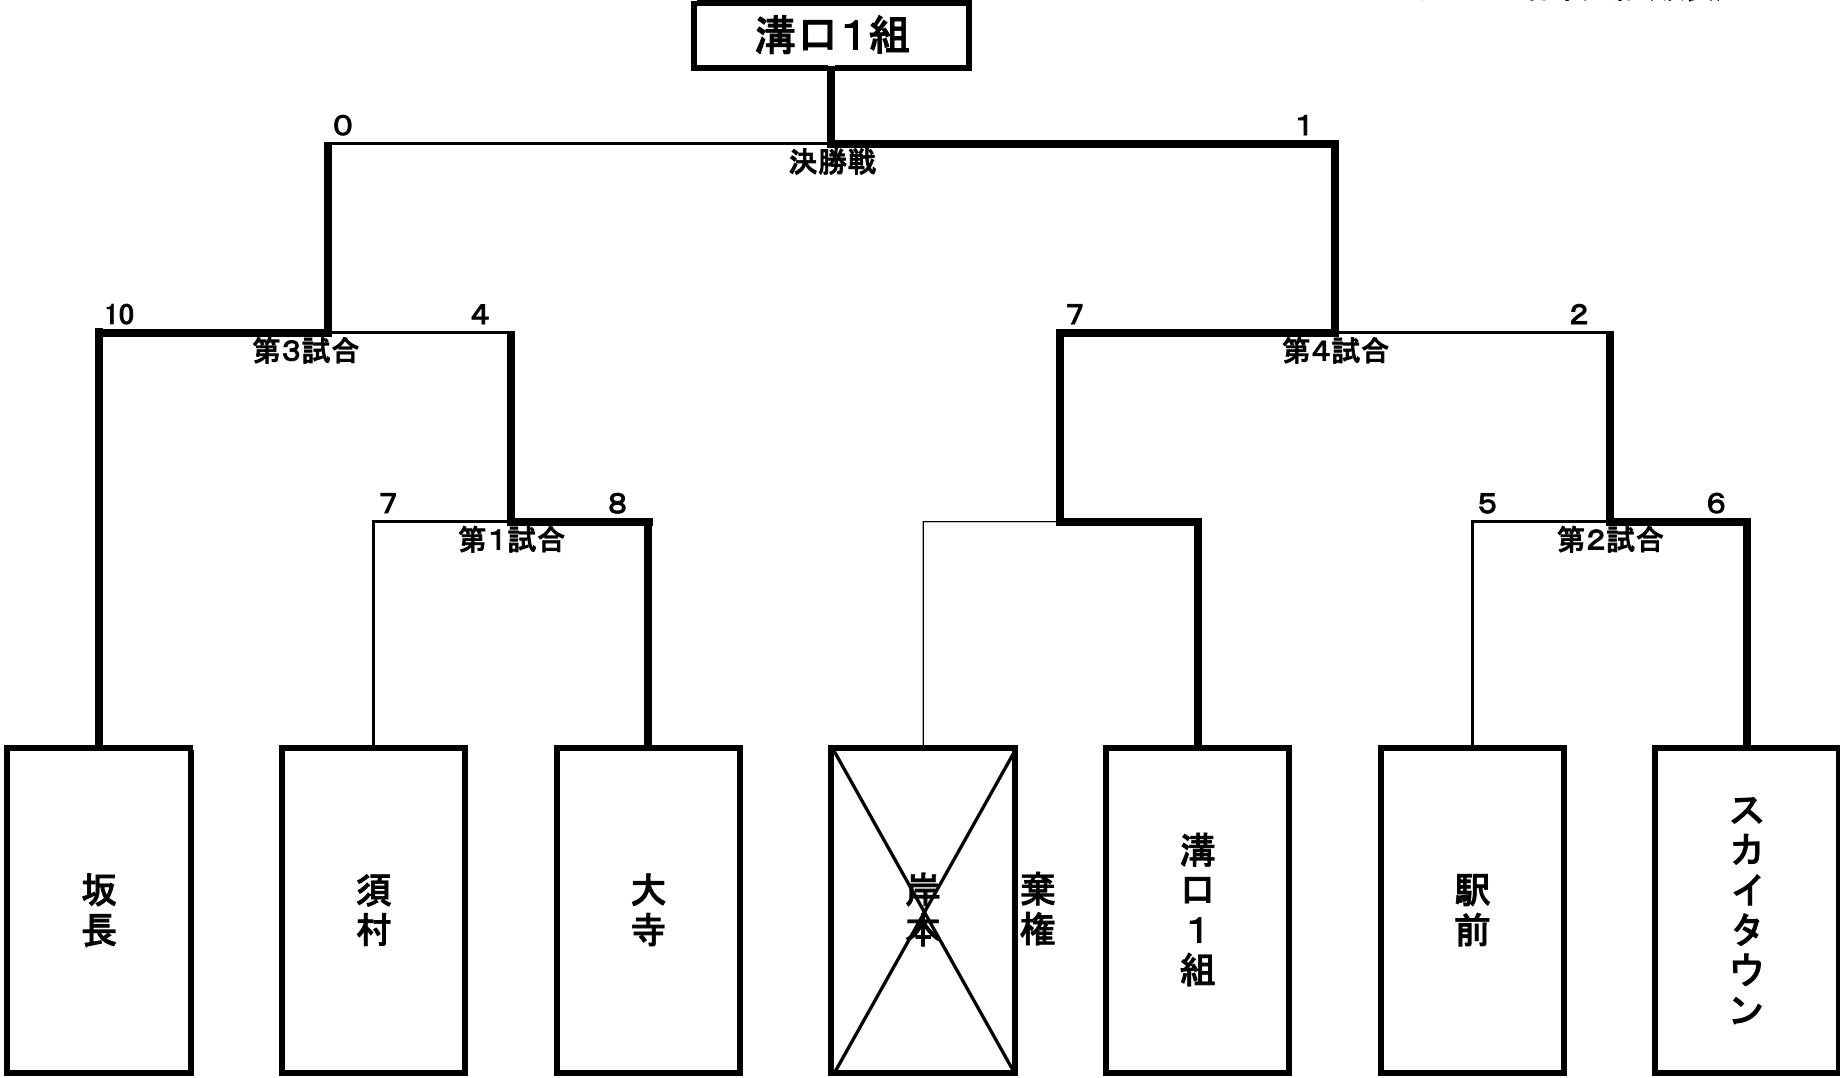 溝口１組
0
1
決勝戦
10
4
7
2
第3試合
第4試合
7
8
5
6
第1試合
第2試合
坂長
須村
大寺
岸本
棄権
溝口１組
駅前
スカイタウン